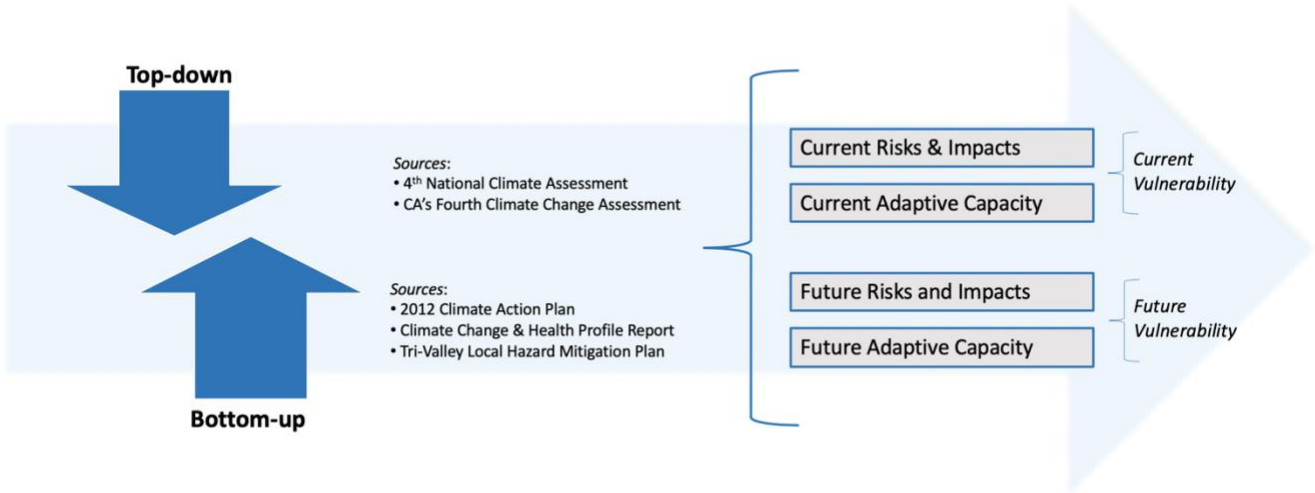 Top-down
Sources:
• 4th National Climate Assessment
• CA's Fourth Climate Change Assessment
Sources:
• 2012 Climate Action Plan
• Climate Change & Health Profile Report
• Tri-Valley Local Hazard Mitigation Plan
Bottom-up
Current Risks & Impacts
Current Adaptive Capacity
Current
Vulnerability
Future Risks and Impacts
Future Adaptive Capacity
Future
Vulnerability